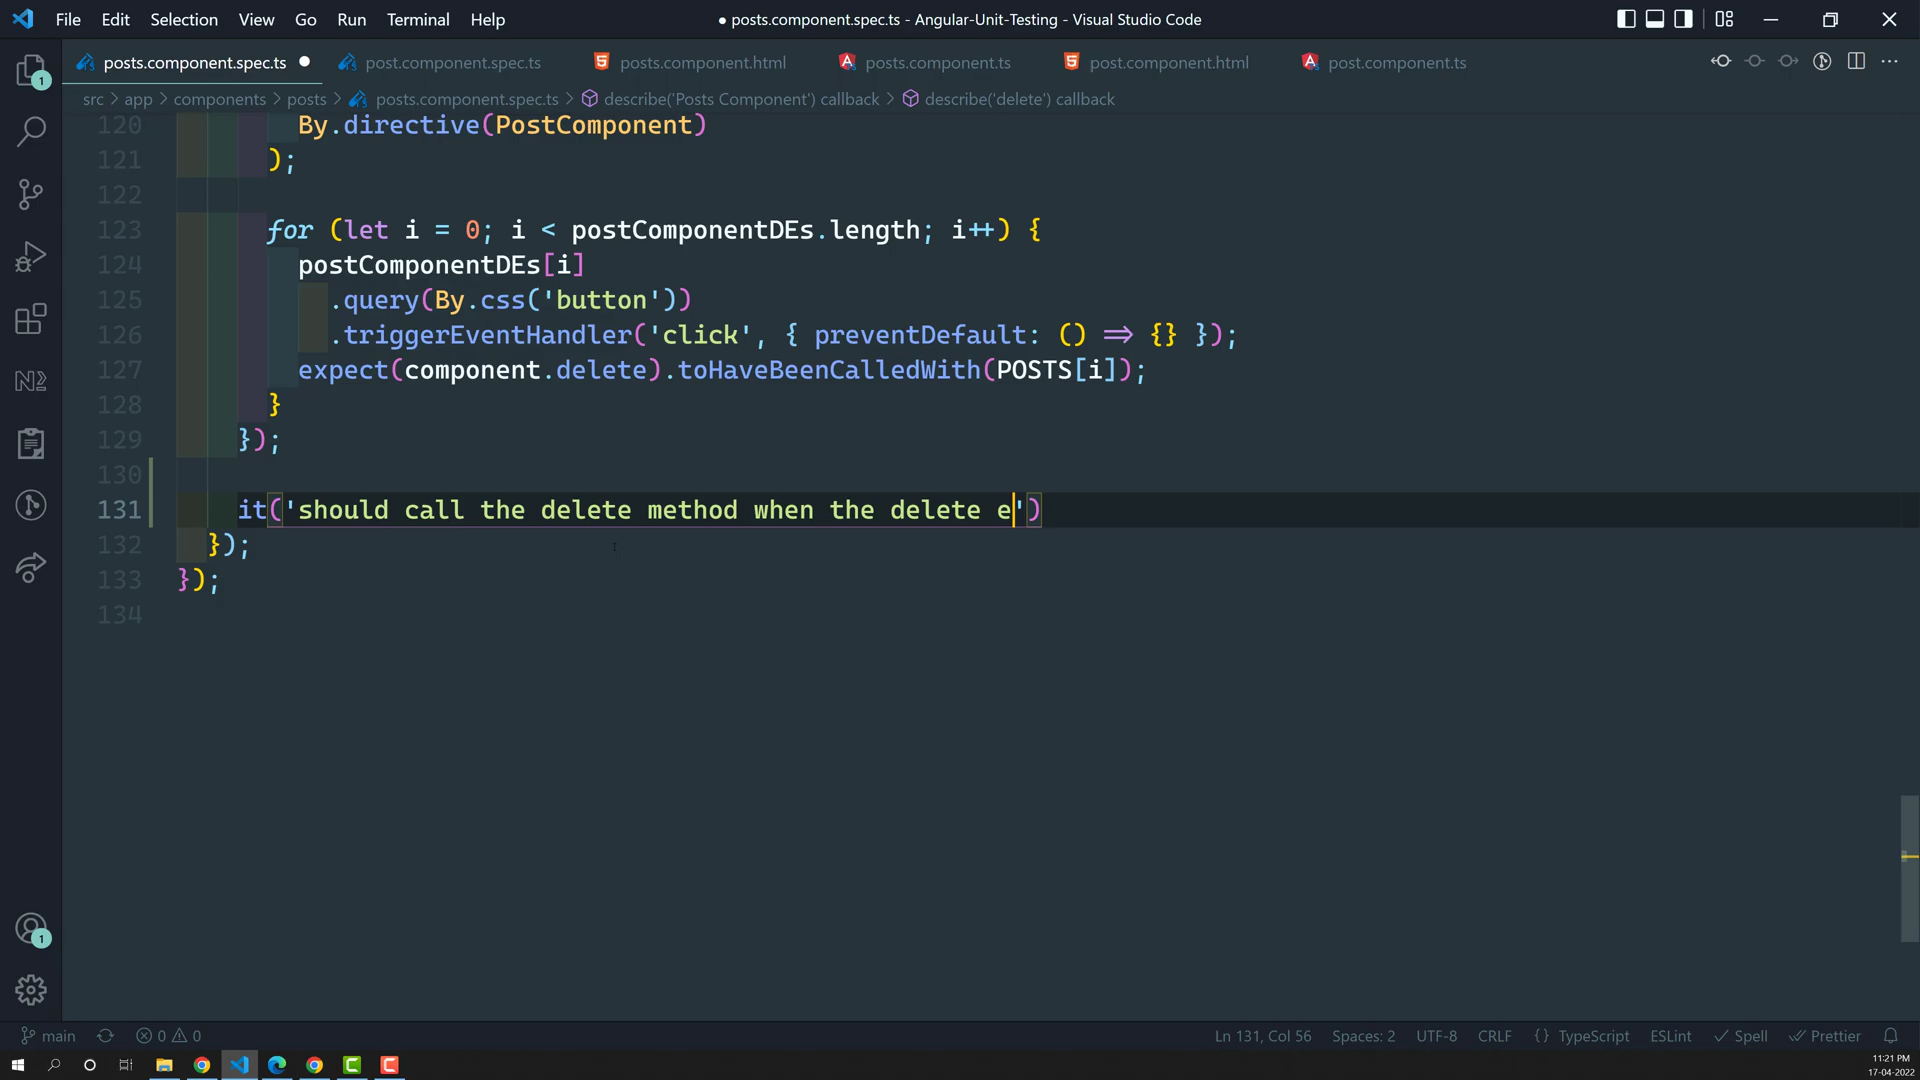 File Edit Selection View Go Run Terminal Help
● posts.component.spec.ts - Angular-Unit-Testing - Visual Studio Code
posts.component.spec.ts ● post.component.spec.ts posts.component.html posts.component.ts post.component.html post.component.ts
src > app > components > posts > posts.component.spec.ts > describe('Posts Component') callback > describe('delete') callback
120 By.directive(PostComponent)
121 );
122
123 for (let i = 0; i < postComponentDEs.length; i++) {
124 postComponentDEs[i]
125 .query(By.css('button'))
126 .triggerEventHandler('click', { preventDefault: () => {} });
127 expect(component.delete).toHaveBeenCalledWith(POSTS[i]);
128 }
129 });
130
131 it('should call the delete method when the delete e')
132 });
133 });
134
1
1
main 0 0 Ln 131, Col 56 Spaces: 2 UTF-8 CRLF {} TypeScript ESLint Spell Prettier
11:21 PM
17-04-2022